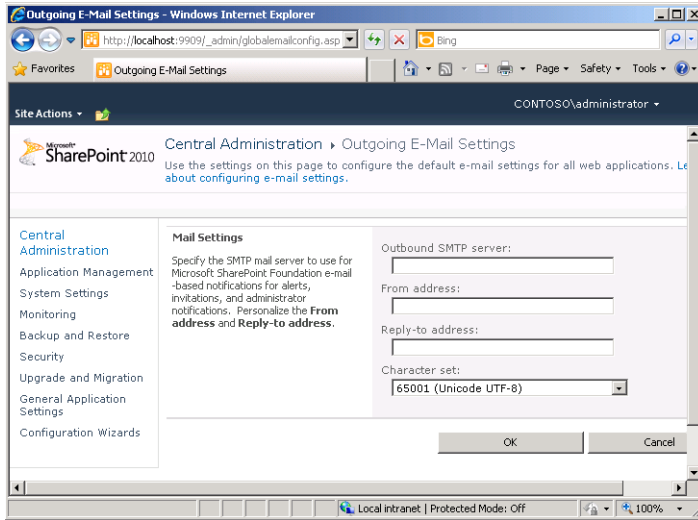 Outgoing E-Mail Settings - Windows Internet Explorer
http://localhost:9909/_admin/globalemailconfig.asp
Bing
Favorites
Outgoing E-Mail Settings
Page
Safety
Tools
CONTOSO\administrator
Site Actions
Microsoft
SharePoint 2010
Central Administration
Outgoing E-Mail Settings
Use the settings on this page to configure the default e-mail settings for all web applications. Le
about configuring e-mail settings.
Central
Administration
Application Management
System Settings
Monitoring
Backup and Restore
Security
Upgrade and Migration
General Application
Settings
Configuration Wizards
Mail Settings
Specify the SMTP mail server to use for
Microsoft SharePoint Foundation e-mail
-based notifications for alerts,
invitations, and administrator
notifications. Personalize the From
address and Reply-to address.
Outbound SMTP server:
From address:
Reply-to address:
Character set:
65001 (Unicode UTF-8)
OK
Cancel
Local intranet | Protected Mode: Off
100%